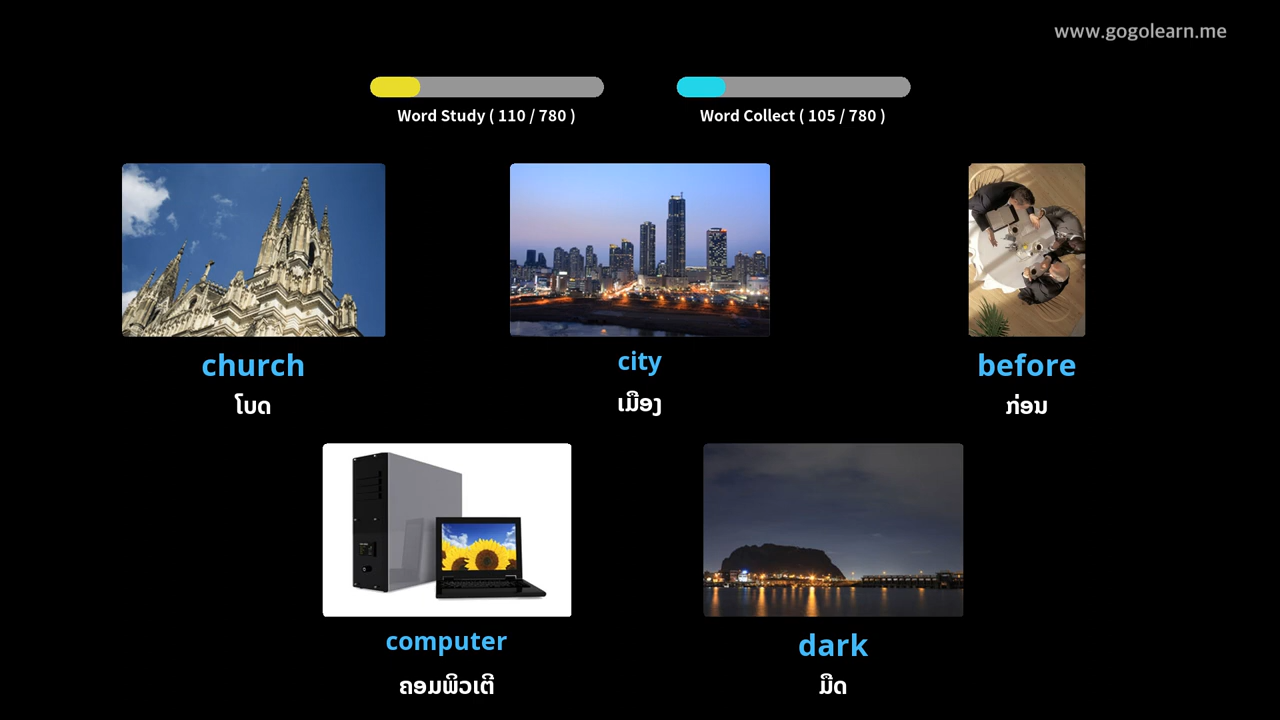 www.gogolearn.me
Word Study ( 110 / 780 )
Word Collect ( 105 / 780 )
church
ໂບດ
city
ເມືອງ
before
ກ່ອນ
computer
ຄອມພິວເຕີ
dark
ມືດ